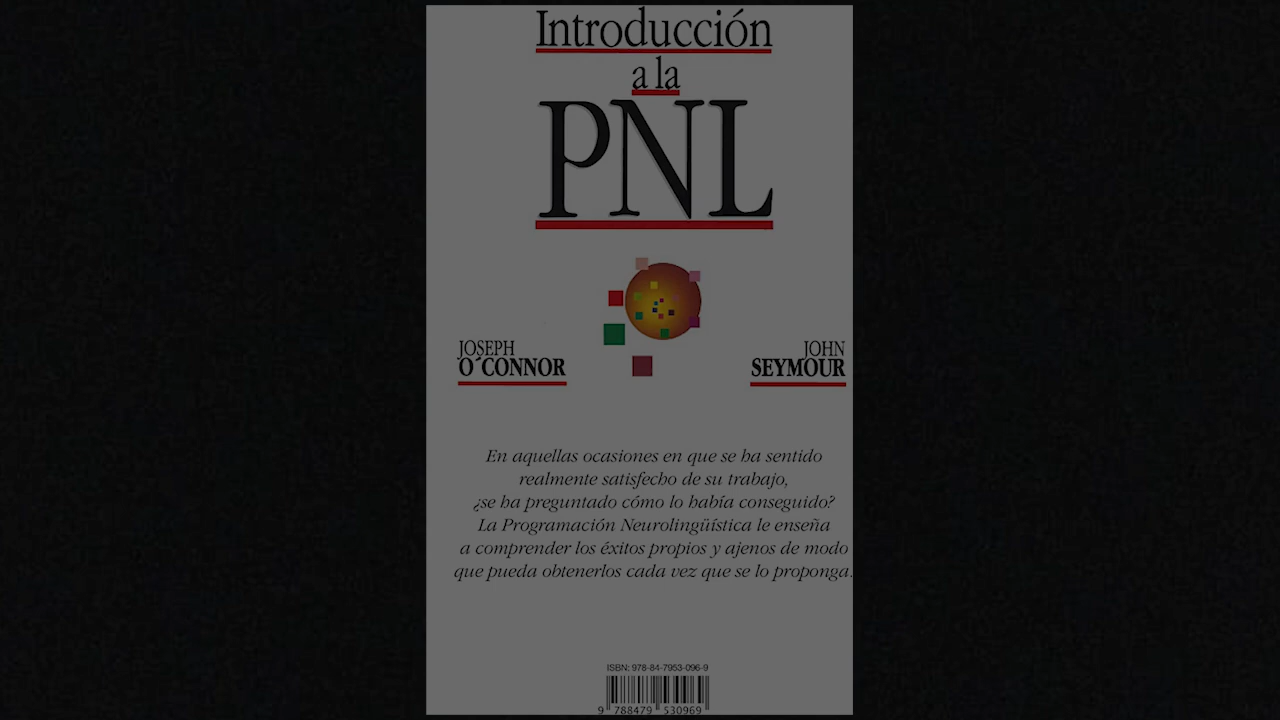 Introducción
a la
PNL
JOSEPH
O´CONNOR
JOHN
SEYMOUR
En aquellas ocasiones en que se ha sentido
realmente satisfecho de su trabajo,
¿se ha preguntado cómo lo había conseguido?
La Programación Neurolingüística le enseña
a comprender los éxitos propios y ajenos de modo
que pueda obtenerlos cada vez que se lo proponga.
ISBN: 978-84-7953-096-9
9 788479 530969